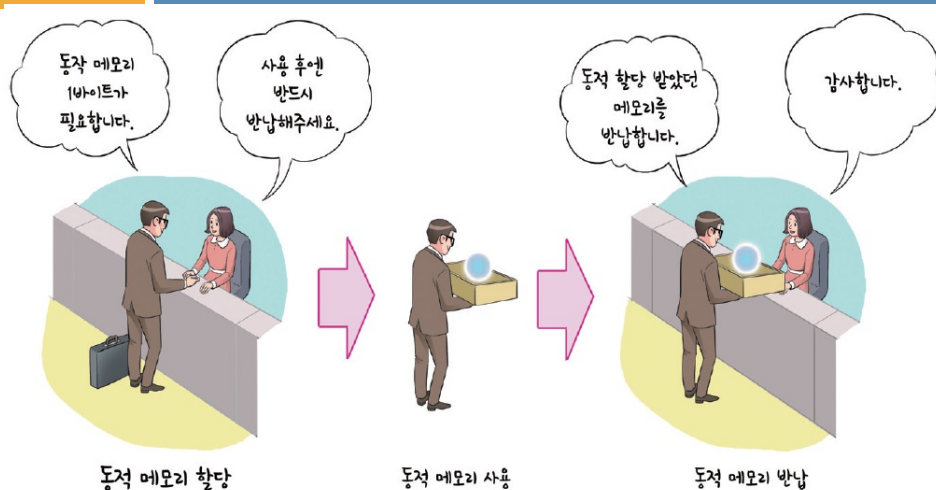 동작 메모리
1바이트가
필요합니다.
사용 후엔
반드시
반납해주세요.
동적 할당 받았던
메모리를
반납합니다.
감사합니다.
동적 메모리 할당
동적 메모리 사용
동적 메모리 반납